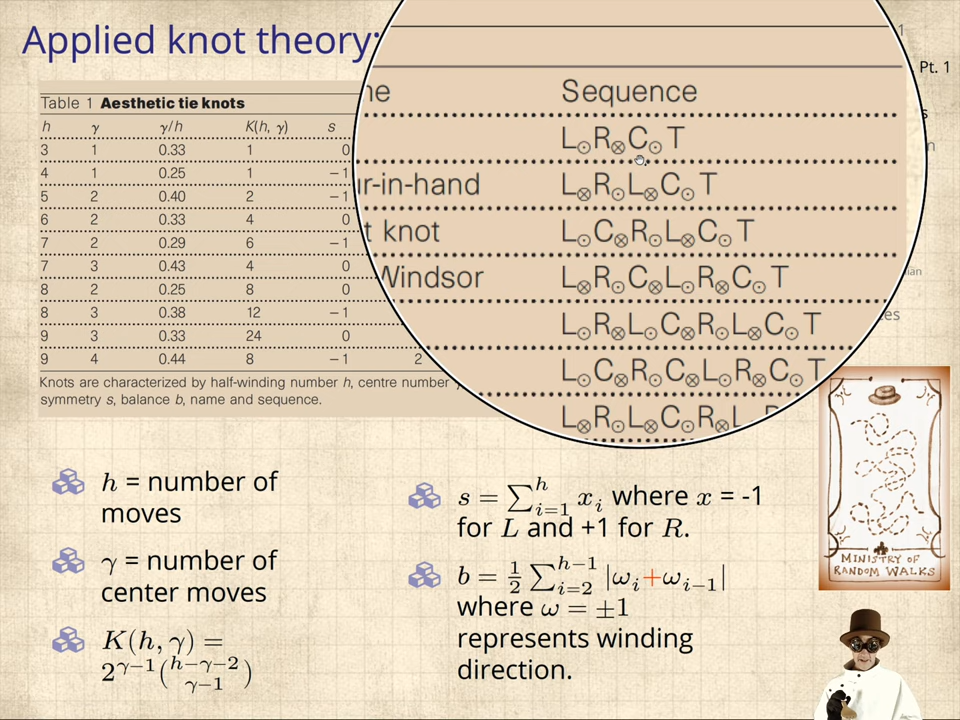 Applied knot theory:
Pt. 1
Table 1 Aesthetic tie knots
h γ γ/h K(h, γ) s
3 1 0.33 1 0
4 1 0.25 1 −1
5 2 0.40 2 −1
6 2 0.33 4 0
7 2 0.29 6 −1
7 3 0.43 4 0
8 2 0.25 8 0
8 3 0.38 12 −1
9 3 0.33 24 0
9 4 0.44 8 −1 2
Knots are characterized by half-winding number h, centre number
symmetry s, balance b, name and sequence.
Sequence
L⊙R⊗C⊙T
r-in-hand L⊗R⊙L⊗C⊙T
t knot L⊙C⊗R⊙L⊗C⊙T
Windsor L⊗R⊙C⊗L⊙R⊗C⊙T
L⊙R⊗L⊙C⊗R⊙L⊗C⊙T
L⊙C⊗R⊙C⊗L⊙R⊗C⊙T
L⊗R⊙L⊗C⊙R⊗L
h = number of
moves
γ = number of
center moves
K(h, γ) =
2^{γ−1}\binom{h−γ−2}{γ−1}
s = ∑_{i=1}^{h} x_i where x = -1
for L and +1 for R.
b = \frac{1}{2} ∑_{i=2}^{h−1} |ω_i+ω_{i−1}|
where ω = ±1
represents winding
direction.
MINISTRY OF
RANDOM WALKS